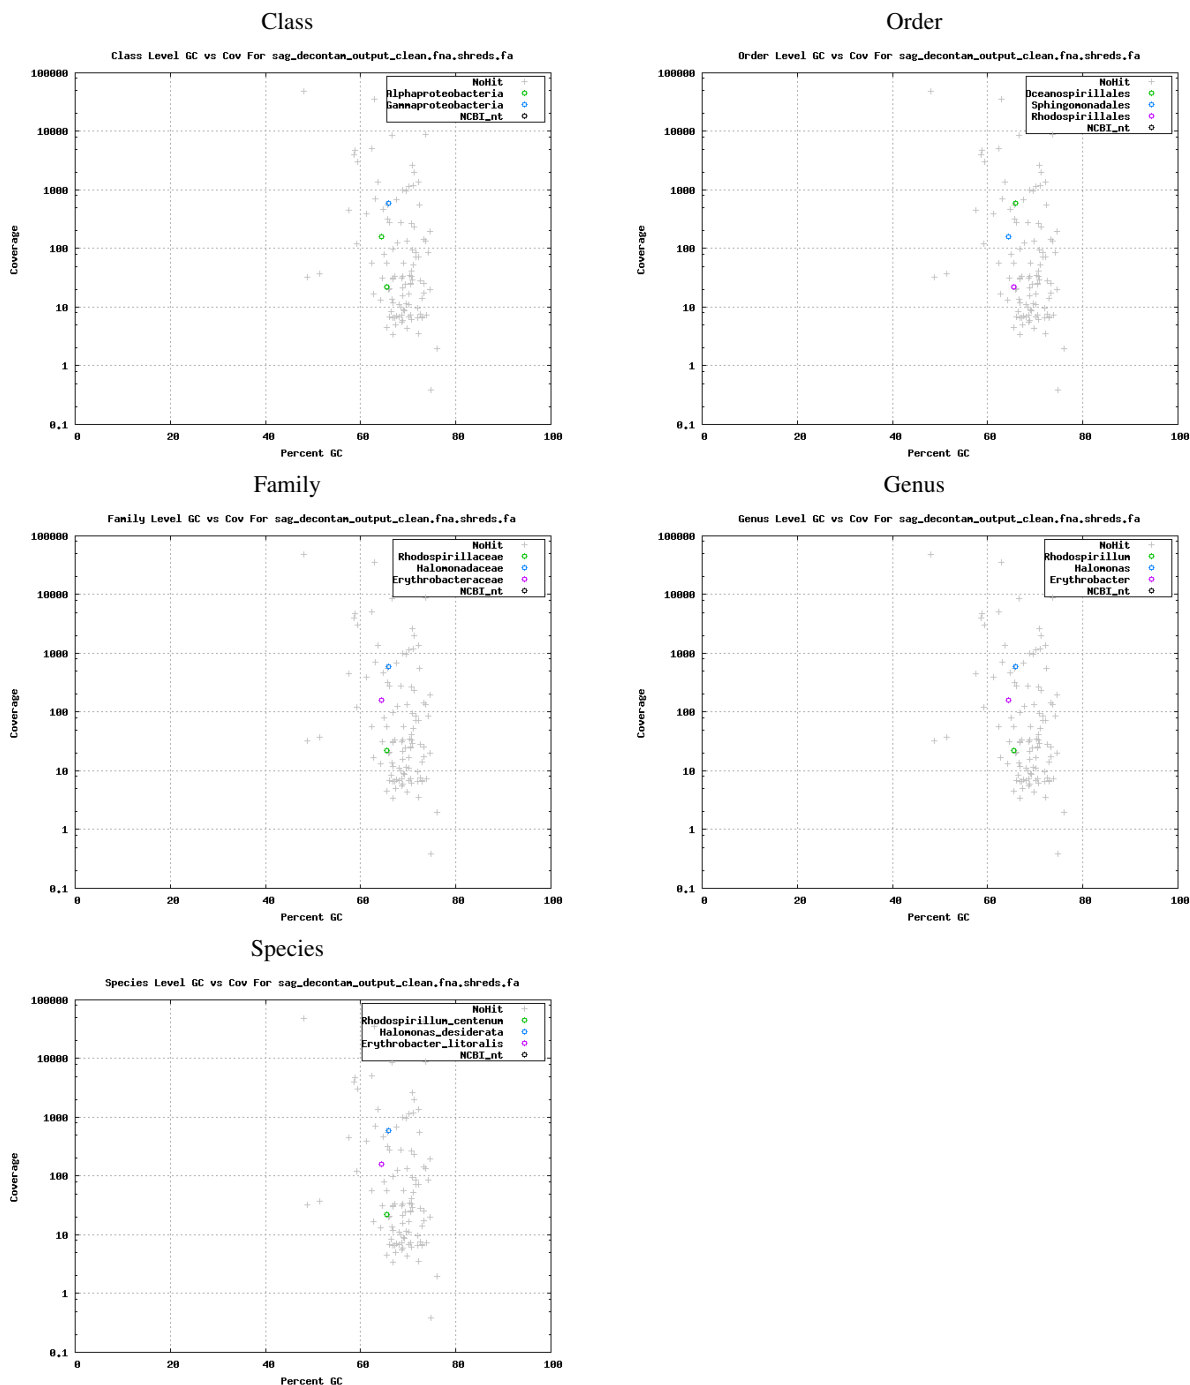 Class
Class Level GC vs Cov For sag_decontam_output_clean.fna.shreds.fa
NoHit
Alphaproteobacteria
Gammaproteobacteria
NCBI_nt
100000
10000
1000
100
10
1
0.1
Coverage
0 20 40 60 80 100
Percent GC
Order
Order Level GC vs Cov For sag_decontam_output_clean.fna.shreds.fa
NoHit
Oceanospirillales
Sphingomonadales
Rhodospirillales
NCBI_nt
100000
10000
1000
100
10
1
0.1
Coverage
0 20 40 60 80 100
Percent GC
Family
Family Level GC vs Cov For sag_decontam_output_clean.fna.shreds.fa
NoHit
Rhodospirillaceae
Halomonadaceae
Erythrobacteraceae
NCBI_nt
100000
10000
1000
100
10
1
0.1
Coverage
0 20 40 60 80 100
Percent GC
Genus
Genus Level GC vs Cov For sag_decontam_output_clean.fna.shreds.fa
NoHit
Rhodospirillum
Halomonas
Erythrobacter
NCBI_nt
100000
10000
1000
100
10
1
0.1
Coverage
0 20 40 60 80 100
Percent GC
Species
Species Level GC vs Cov For sag_decontam_output_clean.fna.shreds.fa
NoHit
Rhodospirillum_centenum
Halomonas_desiderata
Erythrobacter_litoralis
NCBI_nt
100000
10000
1000
100
10
1
0.1
Coverage
0 20 40 60 80 100
Percent GC